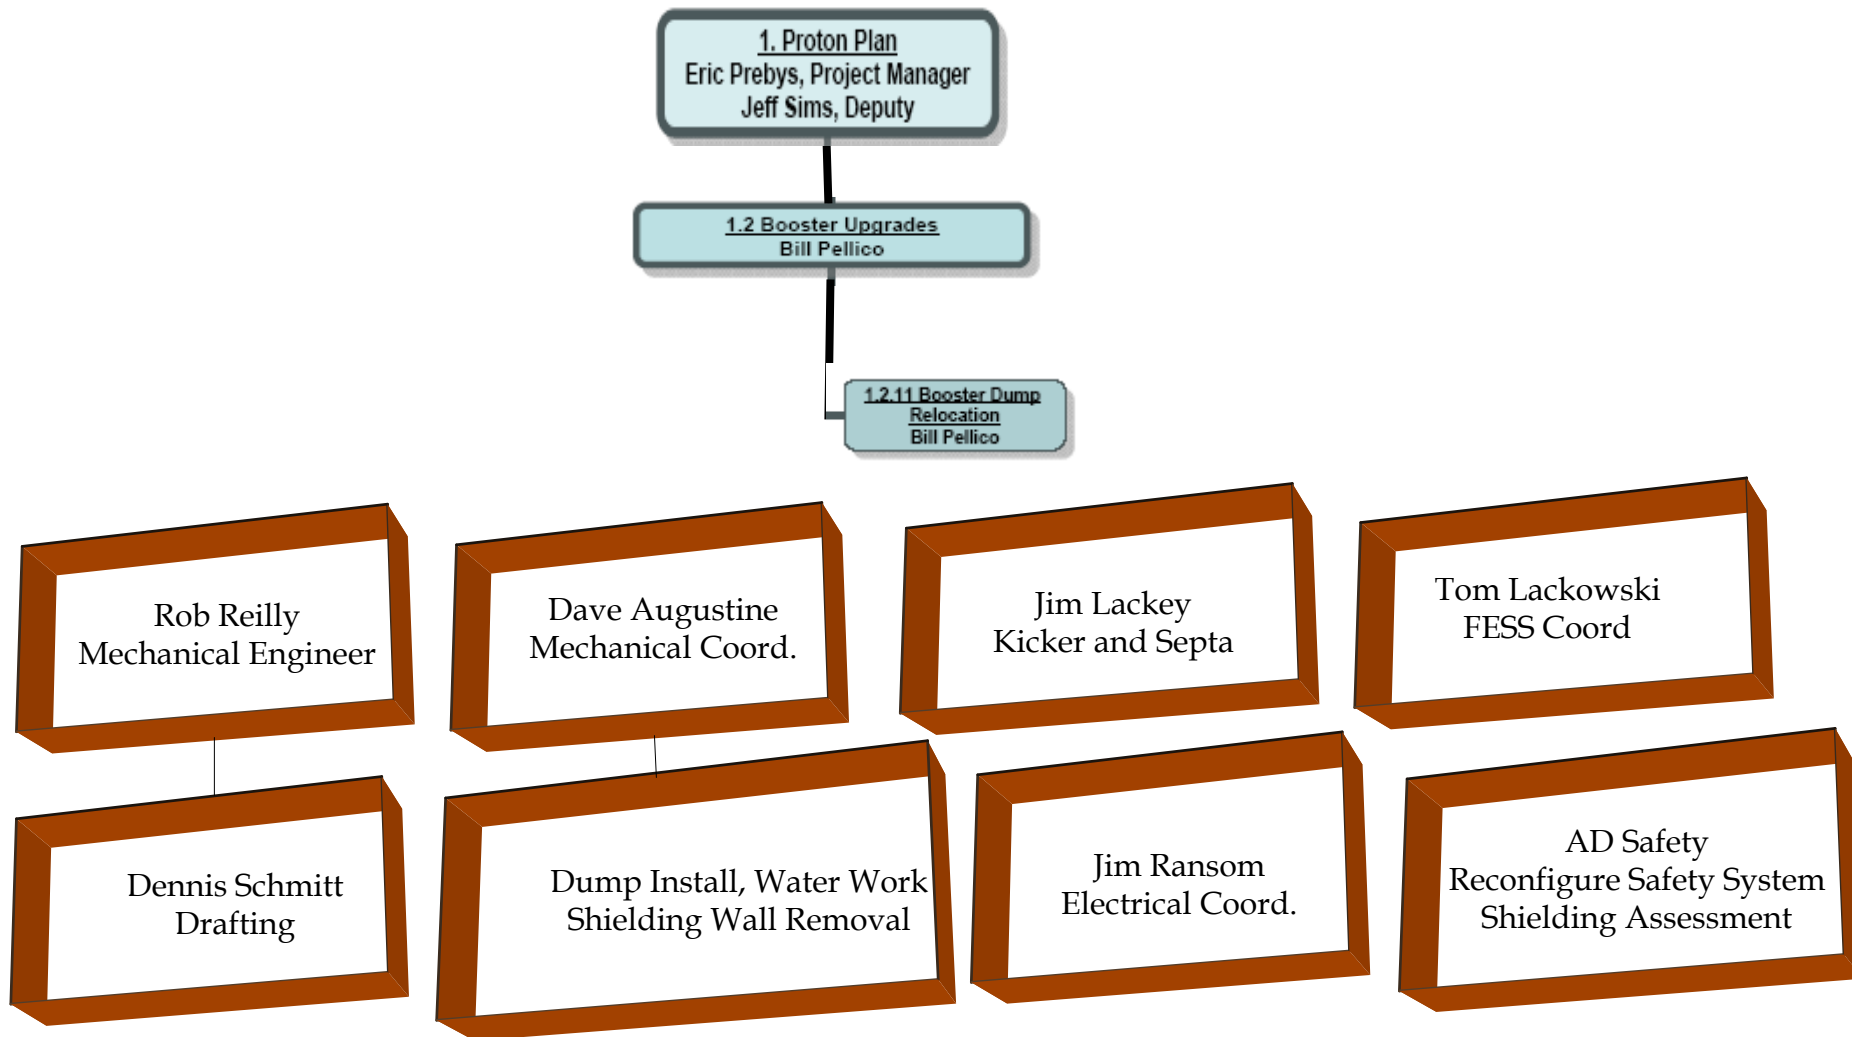 1. Proton Plan
Eric Prebys, Project Manager
Jeff Sims, Deputy
1.2 Booster Upgrades
Bill Pellico
1.2.11 Booster Dump
Relocation
Bill Pellico
Rob Reilly
Mechanical Engineer
Dave Augustine
Mechanical Coord.
Jim Lackey
Kicker and Septa
Tom Lackowski
FESS Coord
Dennis Schmitt
Drafting
Dump Install, Water Work
Shielding Wall Removal
Jim Ransom
Electrical Coord.
AD Safety
Reconfigure Safety System
Shielding Assessment